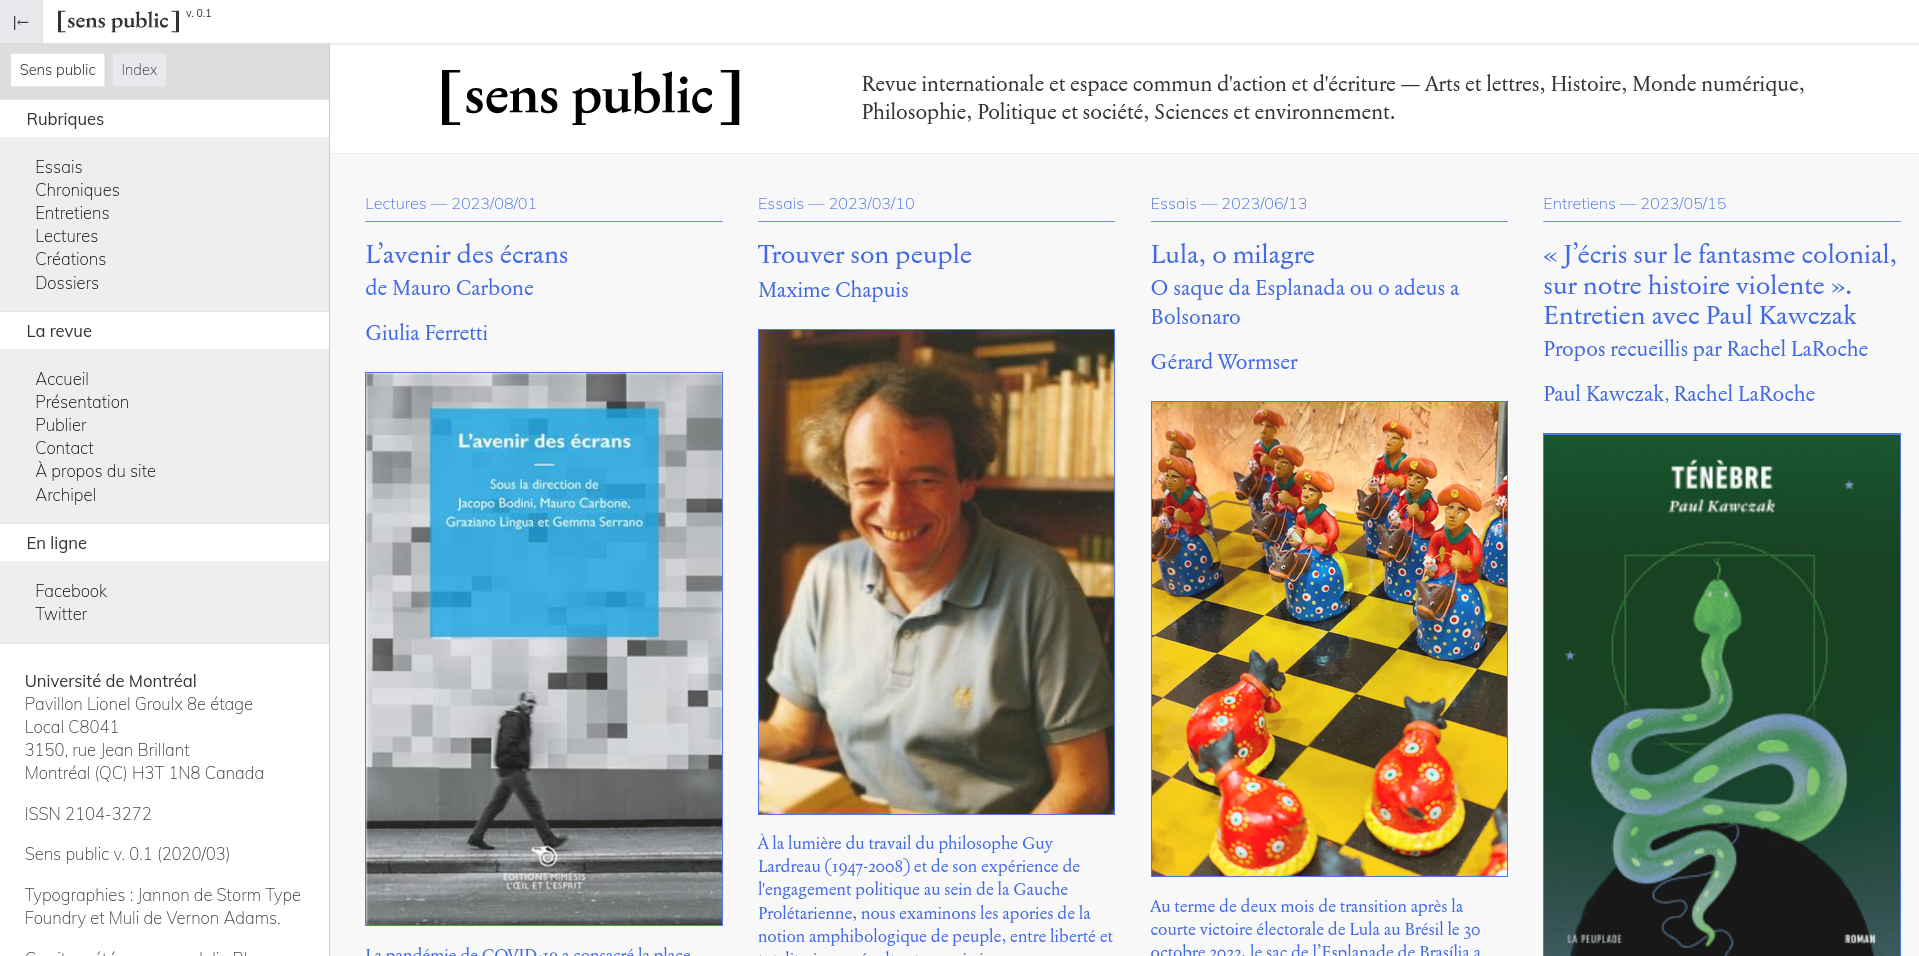 |←
[sens public] v. 0.1
Sens public
Index
Rubriques
Essais
Chroniques
Entretiens
Lectures
Créations
Dossiers
La revue
Accueil
Présentation
Publier
Contact
À propos du site
Archipel
En ligne
Facebook
Twitter
Université de Montréal
Pavillon Lionel Groulx 8e étage
Local C8041
3150, rue Jean Brillant
Montréal (QC) H3T 1N8 Canada
ISSN 2104-3272
Sens public v. 0.1 (2020/03)
Typographies : Jannon de Storm Type
Foundry et Muli de Vernon Adams.
[sens public]
Revue internationale et espace commun d'action et d'écriture — Arts et lettres, Histoire, Monde numérique,
Philosophie, Politique et société, Sciences et environnement.
Lectures — 2023/08/01
L’avenir des écrans
de Mauro Carbone
Giulia Ferretti
L’avenir des écrans
Sous la direction de
Jacopo Bodini, Mauro Carbone,
Graziano Lingua et Gemma Serrano
ÉDITIONS MIMÉSIS
L’ŒIL ET L’ESPRIT
La pandémie de COVID-19 a consacré la place
Essais — 2023/03/10
Trouver son peuple
Maxime Chapuis
À la lumière du travail du philosophe Guy
Lardreau (1947-2008) et de son expérience de
l'engagement politique au sein de la Gauche
Prolétarienne, nous examinons les apories de la
notion amphibologique de peuple, entre liberté et
Essais — 2023/06/13
Lula, o milagre
O saque da Esplanada ou o adeus a
Bolsonaro
Gérard Wormser
Au terme de deux mois de transition après la
courte victoire électorale de Lula au Brésil le 30
octobre 2022, le sac de l’Esplanade de Brasília a
Entretiens — 2023/05/15
« J’écris sur le fantasme colonial,
sur notre histoire violente ».
Entretien avec Paul Kawczak
Propos recueillis par Rachel LaRoche
Paul Kawczak, Rachel LaRoche
TÉNÈBRE
Paul Kawczak
LA PEUPLADE
ROMAN